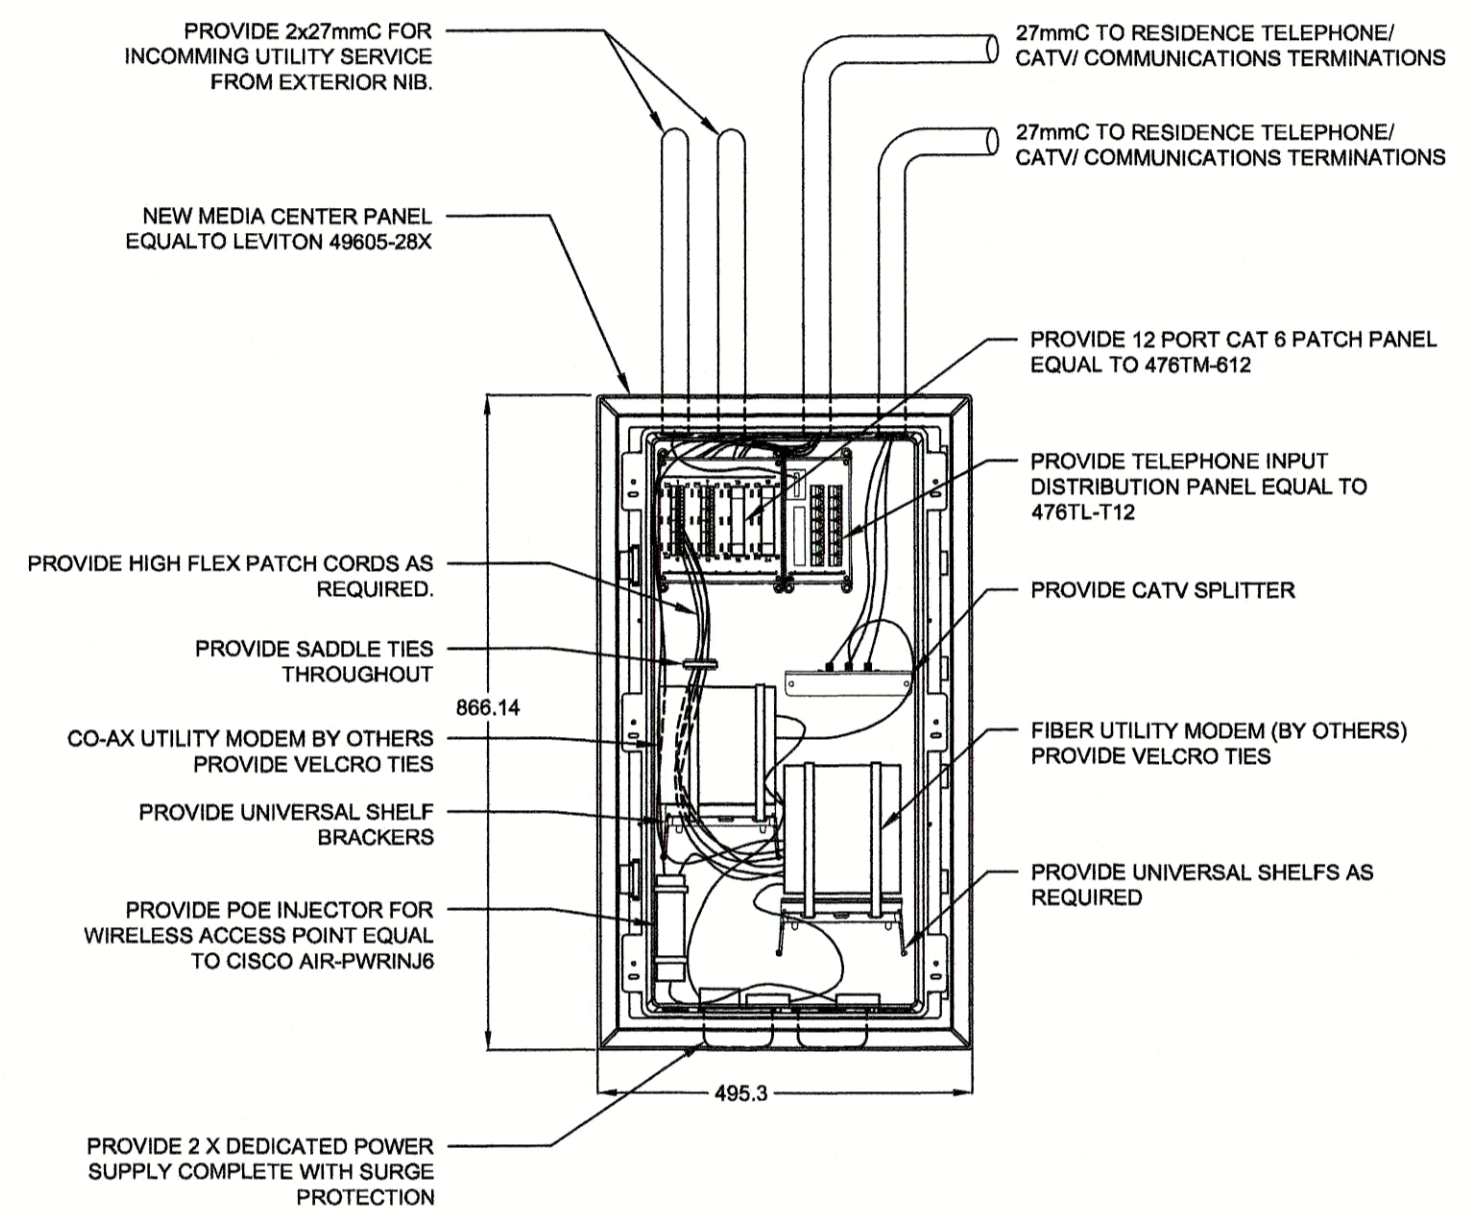 PROVIDE 2x27mmC FOR
INCOMMING UTILITY SERVICE
FROM EXTERIOR NIB.
27mmC TO RESIDENCE TELEPHONE/
CATV/ COMMUNICATIONS TERMINATIONS
27mmC TO RESIDENCE TELEPHONE/
CATV/ COMMUNICATIONS TERMINATIONS
NEW MEDIA CENTER PANEL
EQUALTO LEVITON 49605-28X
PROVIDE 12 PORT CAT 6 PATCH PANEL
EQUAL TO 476TM-612
PROVIDE TELEPHONE INPUT
DISTRIBUTION PANEL EQUAL TO
476TL-T12
PROVIDE HIGH FLEX PATCH CORDS AS
REQUIRED.
PROVIDE CATV SPLITTER
PROVIDE SADDLE TIES
THROUGHOUT
866.14
CO-AX UTILITY MODEM BY OTHERS
PROVIDE VELCRO TIES
FIBER UTILITY MODEM (BY OTHERS)
PROVIDE VELCRO TIES
PROVIDE UNIVERSAL SHELF
BRACKERS
PROVIDE UNIVERSAL SHELFS AS
REQUIRED
PROVIDE POE INJECTOR FOR
WIRELESS ACCESS POINT EQUAL
TO CISCO AIR-PWRINJ6
495.3
PROVIDE 2 X DEDICATED POWER
SUPPLY COMPLETE WITH SURGE
PROTECTION